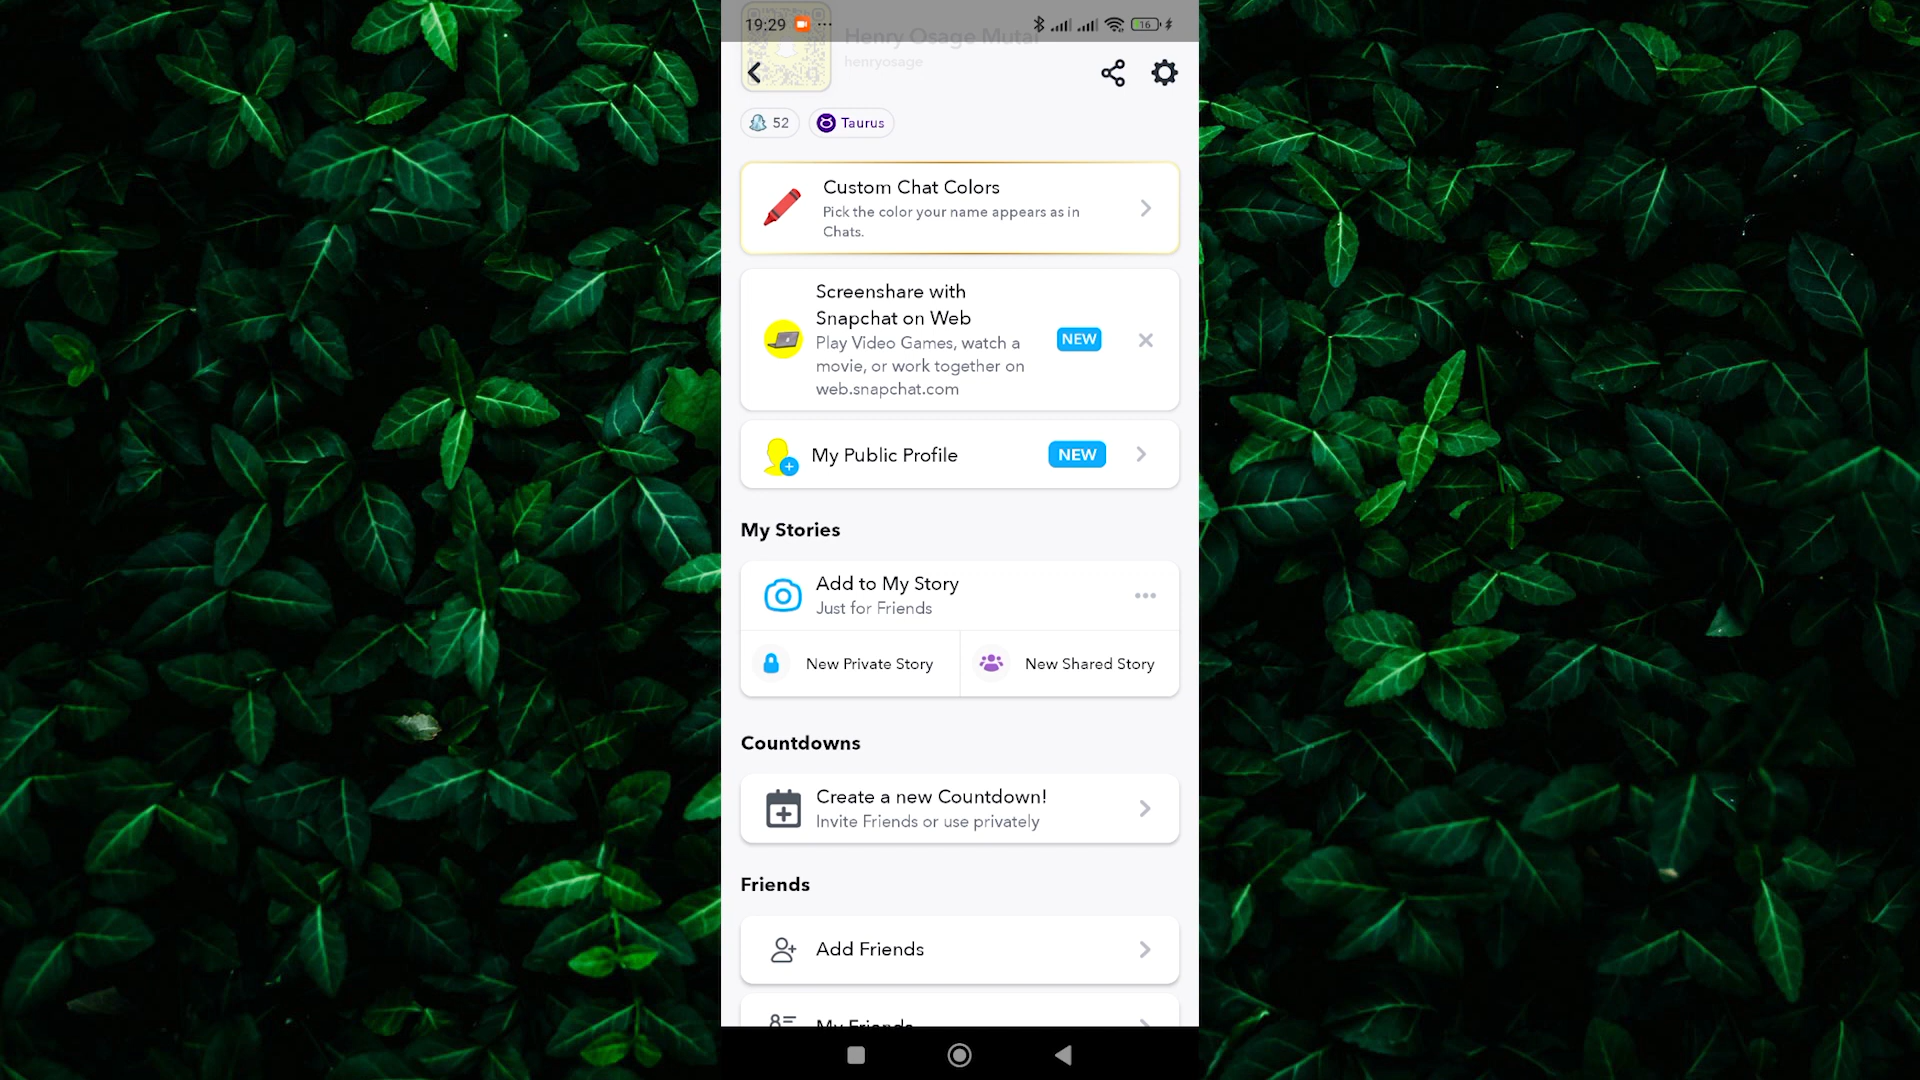 19:29
16
Henry Osage Mutai
henryosage
52
Taurus
Custom Chat Colors
Pick the color your name appears as in
Chats.
Screenshare with
Snapchat on Web
Play Video Games, watch a
movie, or work together on
web.snapchat.com
NEW
My Public Profile
NEW
My Stories
Add to My Story
Just for Friends
New Private Story
New Shared Story
Countdowns
Create a new Countdown!
Invite Friends or use privately
Friends
Add Friends
My Friends